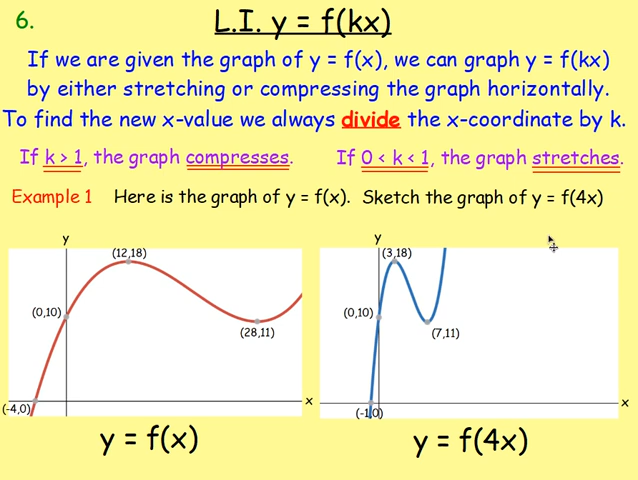 6.
L.I. y = f(kx)
If we are given the graph of y = f(x), we can graph y = f(kx)
by either stretching or compressing the graph horizontally.
To find the new x-value we always divide the x-coordinate by k.
If k > 1, the graph compresses.
If 0 < k < 1, the graph stretches.
Example 1 Here is the graph of y = f(x). Sketch the graph of y = f(4x)
y
(12,18)
(0,10)
(28,11)
(-4,0)
x
y = f(x)
y
(3,18)
(0,10)
(7,11)
(-1,0)
x
y = f(4x)